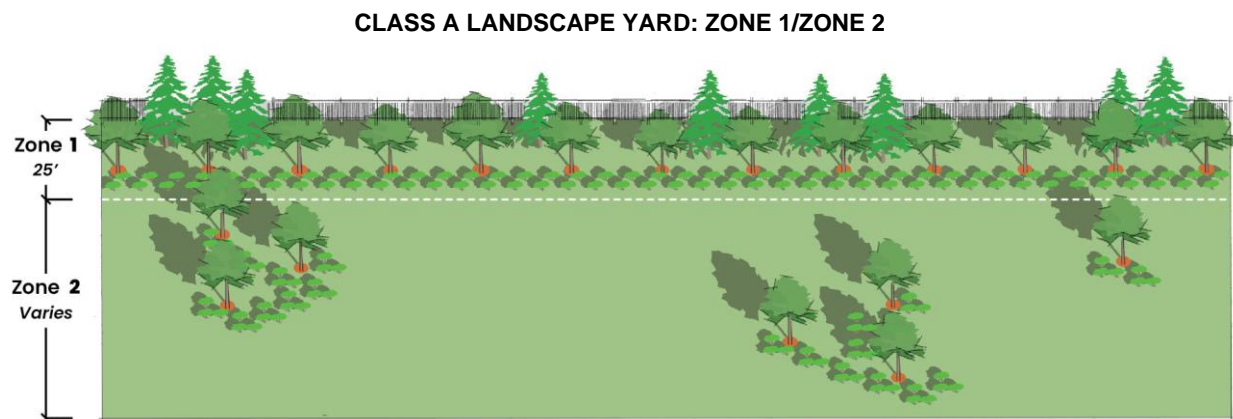 CLASS A LANDSCAPE YARD: ZONE 1/ZONE 2
Zone 1
25'
Zone 2
Varies